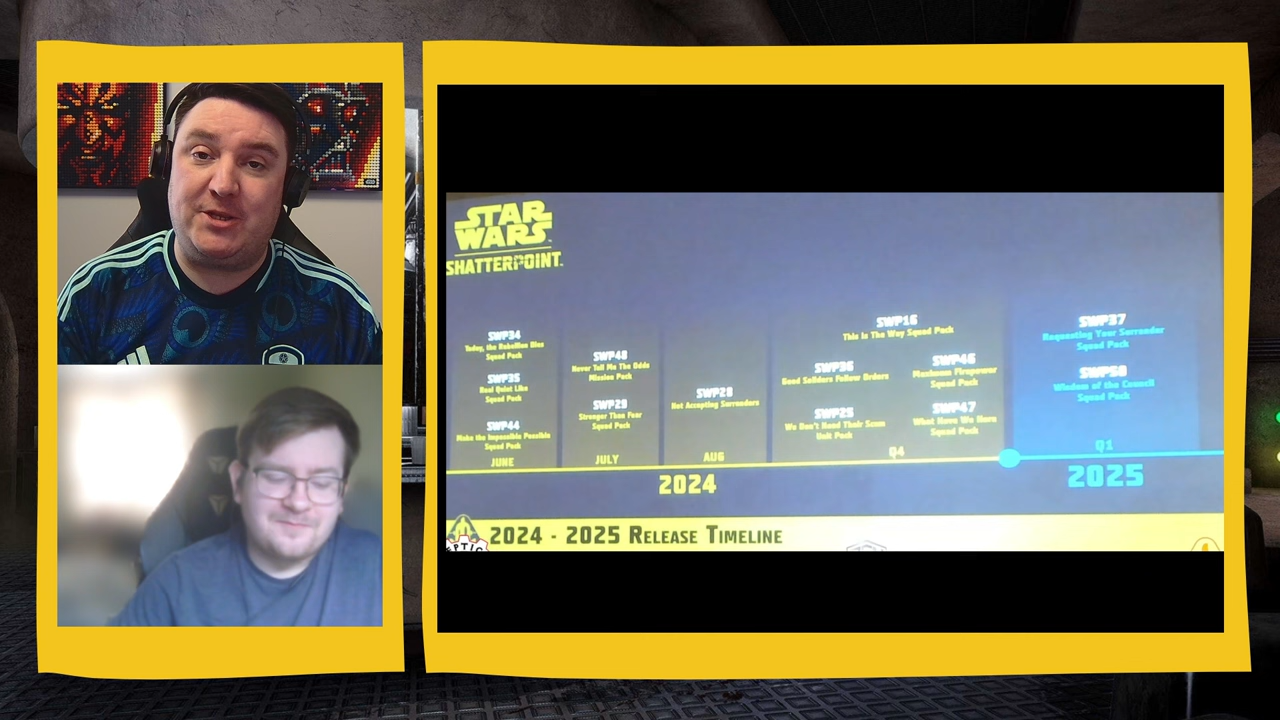 STAR
WARS
SHATTERPOINT
SWP34
Today, the Rebellion Dies
Squad Pack
SWP35
Real Quiet Like
Squad Pack
SWP44
Make the Impossible Possible
Squad Pack
JUNE
SWP48
Never Tell Me The Odds
Mission Pack
SWP29
Stronger Than Fear
Squad Pack
JULY
SWP28
Not Accepting Surrenders
AUG
SWP16
This Is The Way Squad Pack
SWP36
Good Soldiers Follow Orders
SWP25
We Don't Need Their Scum
Unit Pack
SWP46
Maximum Firepower
Squad Pack
SWP47
What Have We Here
Squad Pack
Q4
2024
SWP37
Requesting Your Surrender
Squad Pack
SWP50
Wisdom of the Council
Squad Pack
Q1
2025
2024 - 2025 RELEASE TIMELINE